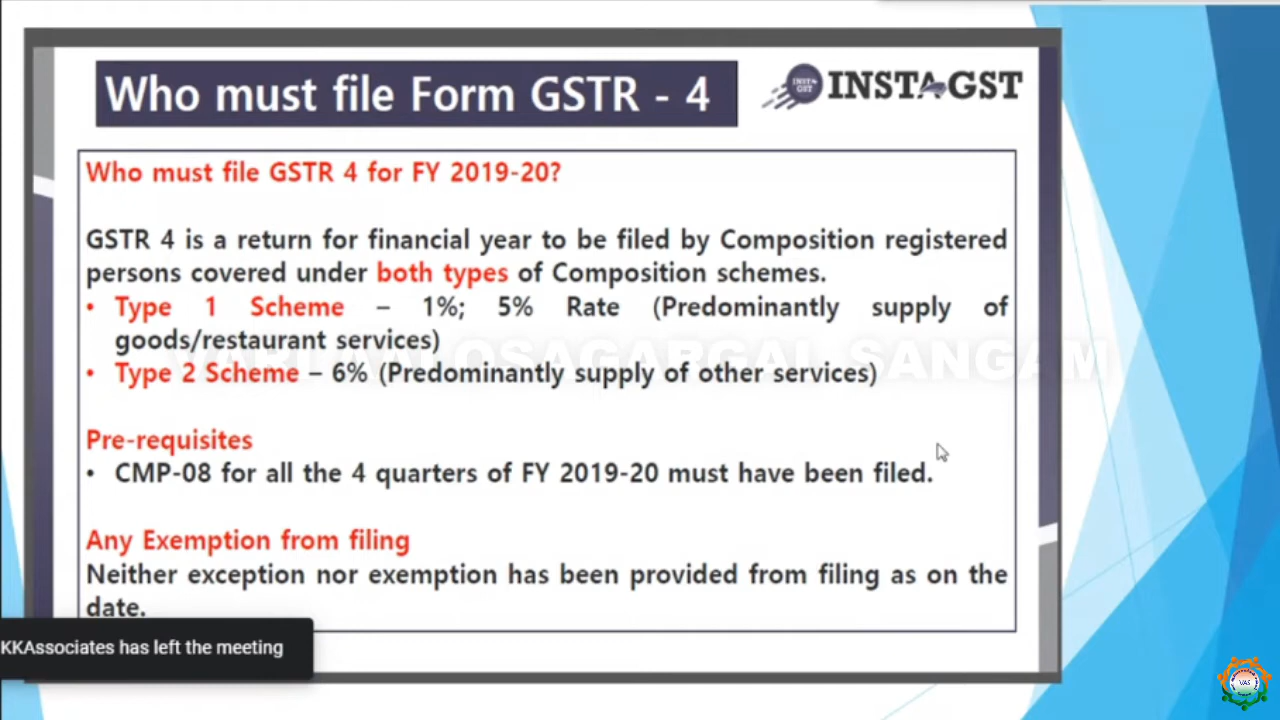 Who must file Form GSTR - 4
INST GST
INSTAGST
Who must file GSTR 4 for FY 2019-20?
GSTR 4 is a return for financial year to be filed by Composition registered
persons covered under both types of Composition schemes.
• Type 1 Scheme – 1%; 5% Rate (Predominantly supply of
goods/restaurant services)
• Type 2 Scheme – 6% (Predominantly supply of other services)
Pre-requisites
• CMP-08 for all the 4 quarters of FY 2019-20 must have been filed.
Any Exemption from filing
Neither exception nor exemption has been provided from filing as on the
date.
KKAssociates has left the meeting
VAS